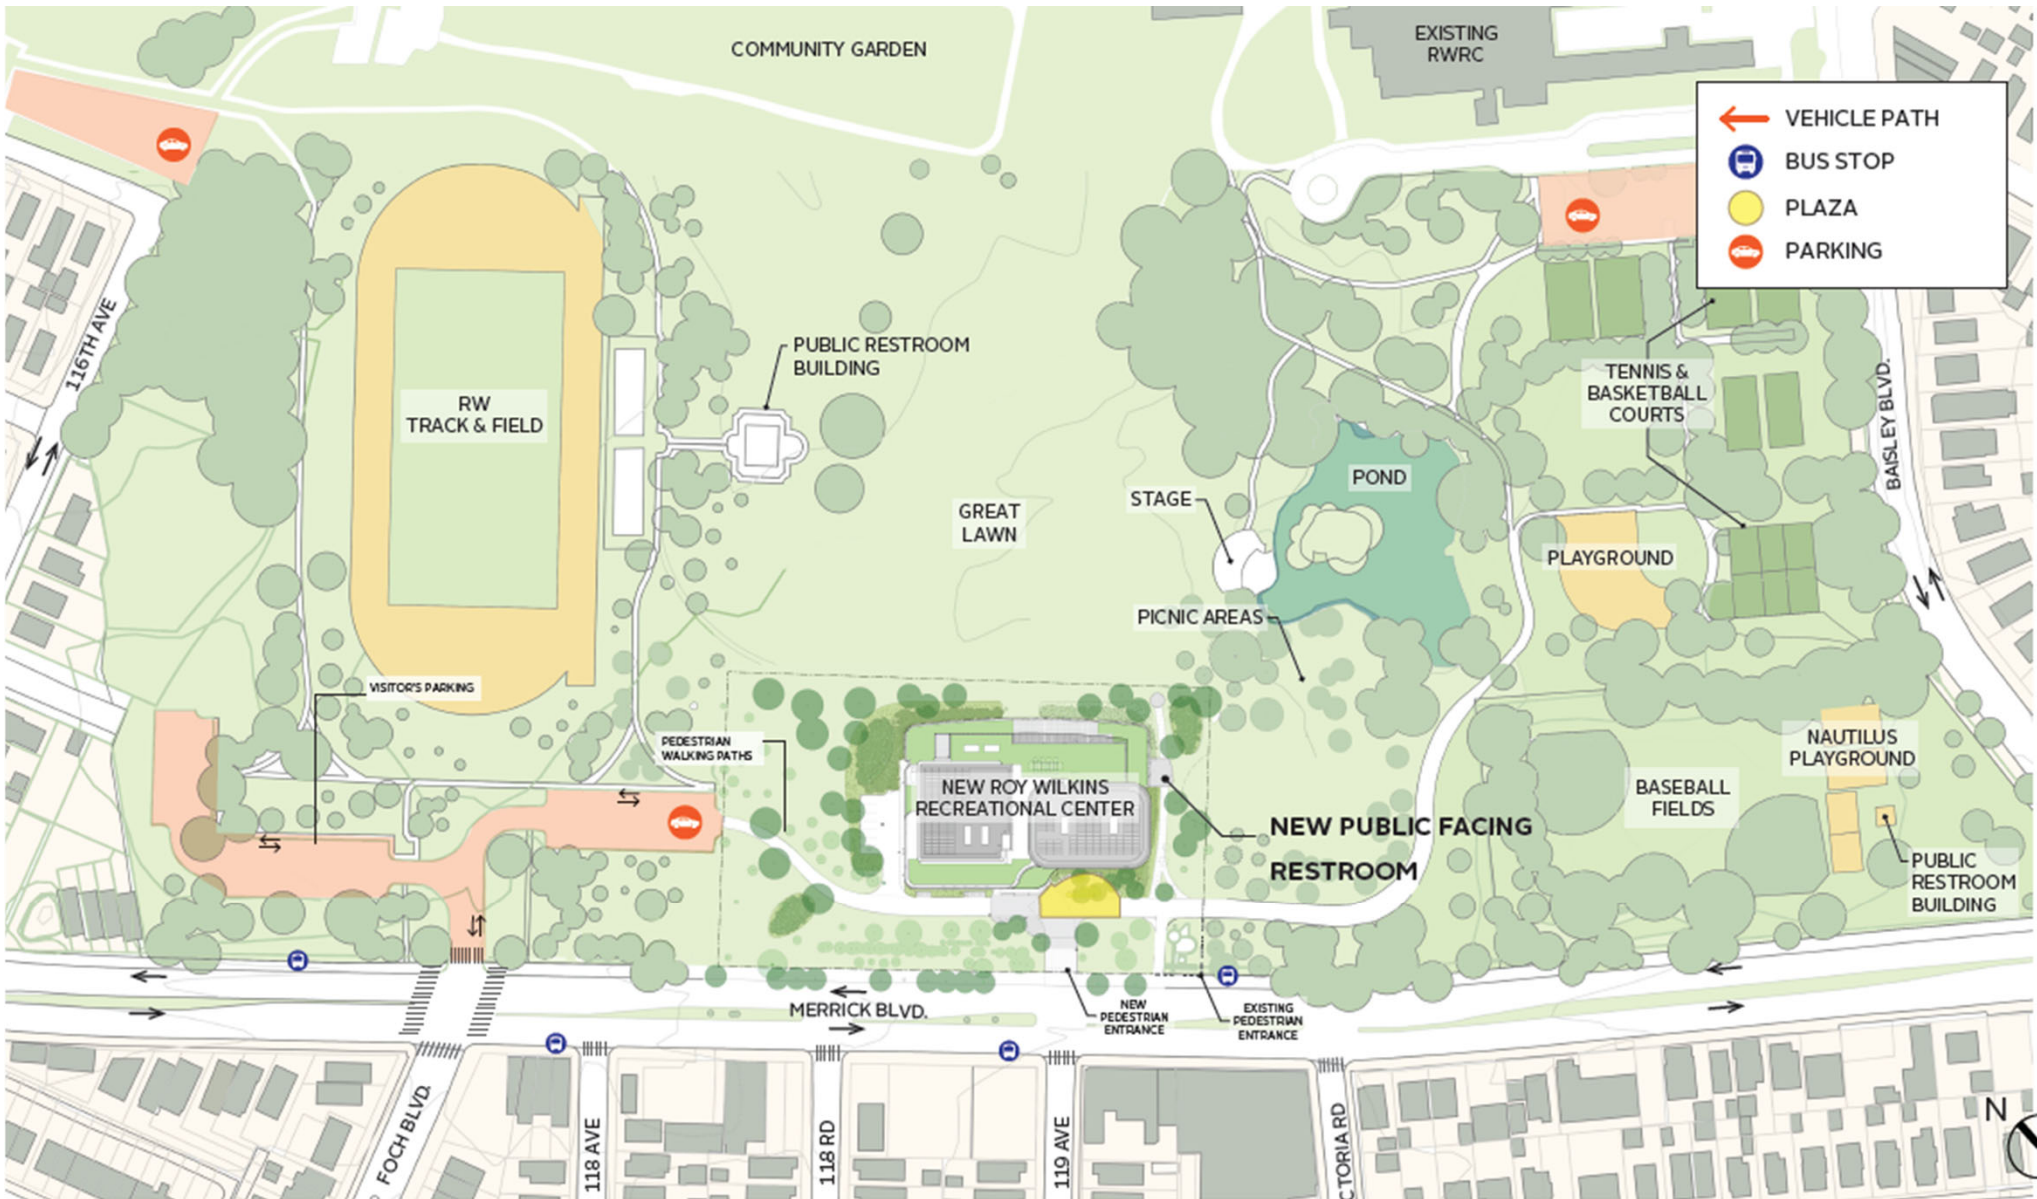 COMMUNITY GARDEN
EXISTING
RWRC
VEHICLE PATH
BUS STOP
PLAZA
PARKING
116TH AVE
RW
TRACK & FIELD
PUBLIC RESTROOM
BUILDING
TENNIS &
BASKETBALL
COURTS
BAISLEY BLVD.
POND
STAGE
GREAT
LAWN
PLAYGROUND
PICNIC AREAS
VISITOR'S PARKING
PEDESTRIAN
WALKING PATHS
NEW ROY WILKINS
RECREATIONAL CENTER
NEW PUBLIC FACING
RESTROOM
BASEBALL
FIELDS
NAUTILUS
PLAYGROUND
PUBLIC
RESTROOM
BUILDING
MERRICK BLVD.
NEW
PEDESTRIAN
ENTRANCE
EXISTING
PEDESTRIAN
ENTRANCE
FOCH BLVD.
118 AVE
118 RD
119 AVE
CTORIA RD
N